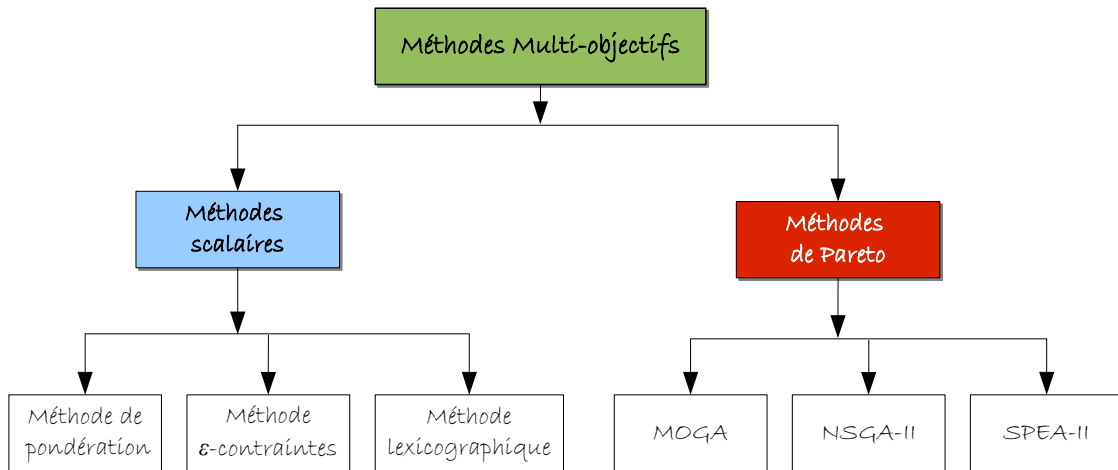 Méthodes Multi-objectifs
Méthodes
scalaires
Méthodes
de Pareto
Méthode de
pondération
Méthode
ε-contraintes
Méthode
lexicographique
MOGA
NSGA-II
SPEA-II